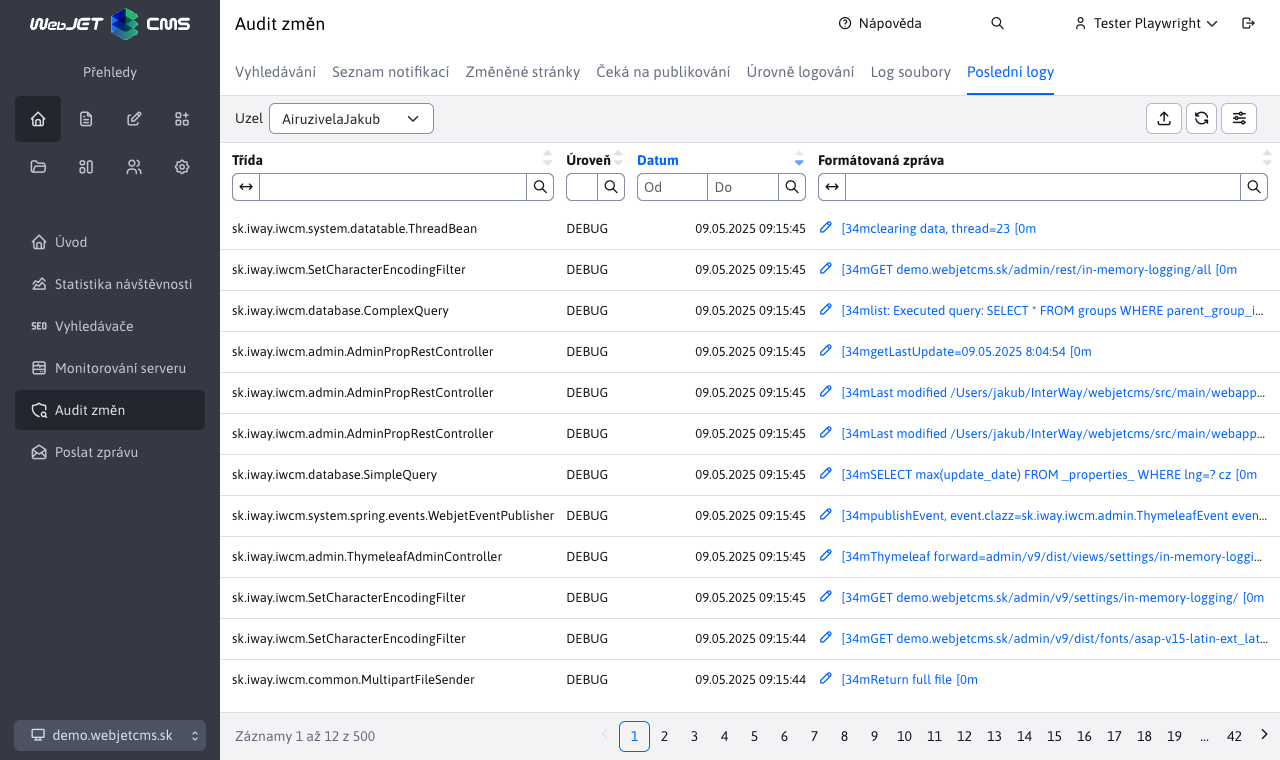 WebJET CMS
Audit změn
Nápověda
Tester Playwright
Přehledy
Vyhledávání Seznam notifikací Změněné stránky Čeká na publikování Úrovně logování Log soubory Poslední logy
Uzel AiruzivelaJakub
Třída Úroveň Datum Formátovaná zpráva
Od Do
sk.iway.iwcm.system.datatable.ThreadBean DEBUG 09.05.2025 09:15:45 [34mclearing data, thread=23 [0m
sk.iway.iwcm.SetCharacterEncodingFilter DEBUG 09.05.2025 09:15:45 [34mGET demo.webjetcms.sk/admin/rest/in-memory-logging/all [0m
sk.iway.iwcm.database.ComplexQuery DEBUG 09.05.2025 09:15:45 [34mlist: Executed query: SELECT * FROM groups WHERE parent_group_i...
sk.iway.iwcm.admin.AdminPropRestController DEBUG 09.05.2025 09:15:45 [34mgetLastUpdate=09.05.2025 8:04:54 [0m
sk.iway.iwcm.admin.AdminPropRestController DEBUG 09.05.2025 09:15:45 [34mLast modified /Users/jakub/InterWay/webjetcms/src/main/webapp...
sk.iway.iwcm.admin.AdminPropRestController DEBUG 09.05.2025 09:15:45 [34mLast modified /Users/jakub/InterWay/webjetcms/src/main/webapp...
sk.iway.iwcm.database.SimpleQuery DEBUG 09.05.2025 09:15:45 [34mSELECT max(update_date) FROM _properties_ WHERE lng=? cz [0m
sk.iway.iwcm.system.spring.events.WebjetEventPublisher DEBUG 09.05.2025 09:15:45 [34mpublishEvent, event.clazz=sk.iway.iwcm.admin.ThymeleafEvent even...
sk.iway.iwcm.admin.ThymeleafAdminController DEBUG 09.05.2025 09:15:45 [34mThymeleaf forward=admin/v9/dist/views/settings/in-memory-loggi...
sk.iway.iwcm.SetCharacterEncodingFilter DEBUG 09.05.2025 09:15:45 [34mGET demo.webjetcms.sk/admin/v9/settings/in-memory-logging/ [0m
sk.iway.iwcm.SetCharacterEncodingFilter DEBUG 09.05.2025 09:15:44 [34mGET demo.webjetcms.sk/admin/v9/dist/fonts/asap-v15-latin-ext_lat...
sk.iway.iwcm.common.MultipartFileSender DEBUG 09.05.2025 09:15:44 [34mReturn full file [0m
Úvod
Statistika návštěvnosti
SEO Vyhledávače
Monitorování serveru
Audit změn
Poslat zprávu
demo.webjetcms.sk
Záznamy 1 až 12 z 500
1 2 3 4 5 6 7 8 9 10 11 12 13 14 15 16 17 18 19 ... 42